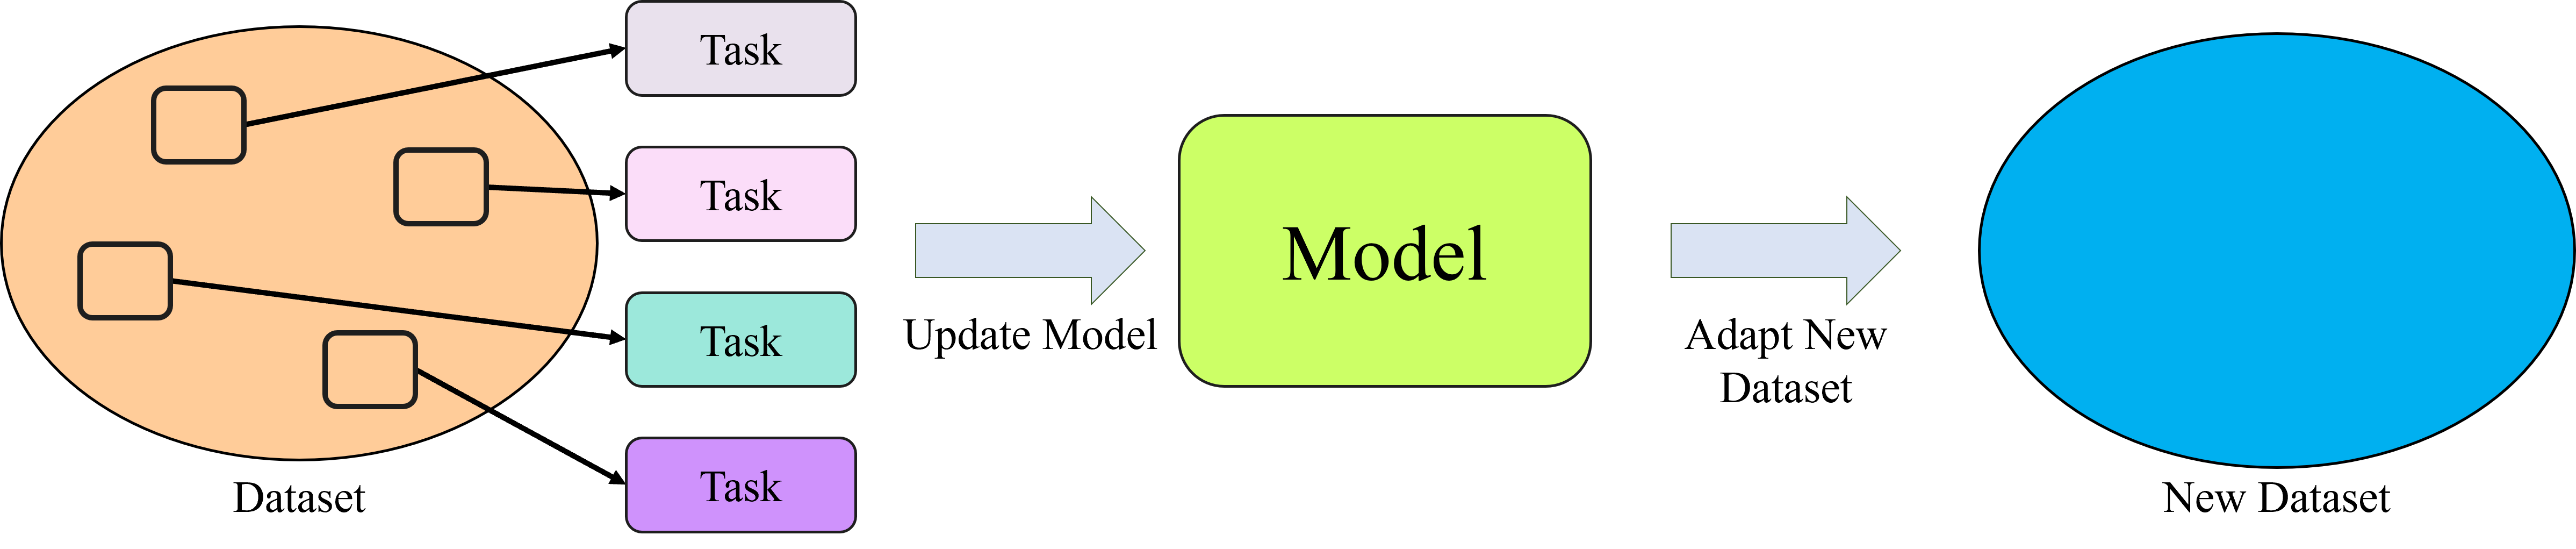 Task
Task
Task
Task
Dataset
Update Model
Model
Adapt New
Dataset
New Dataset